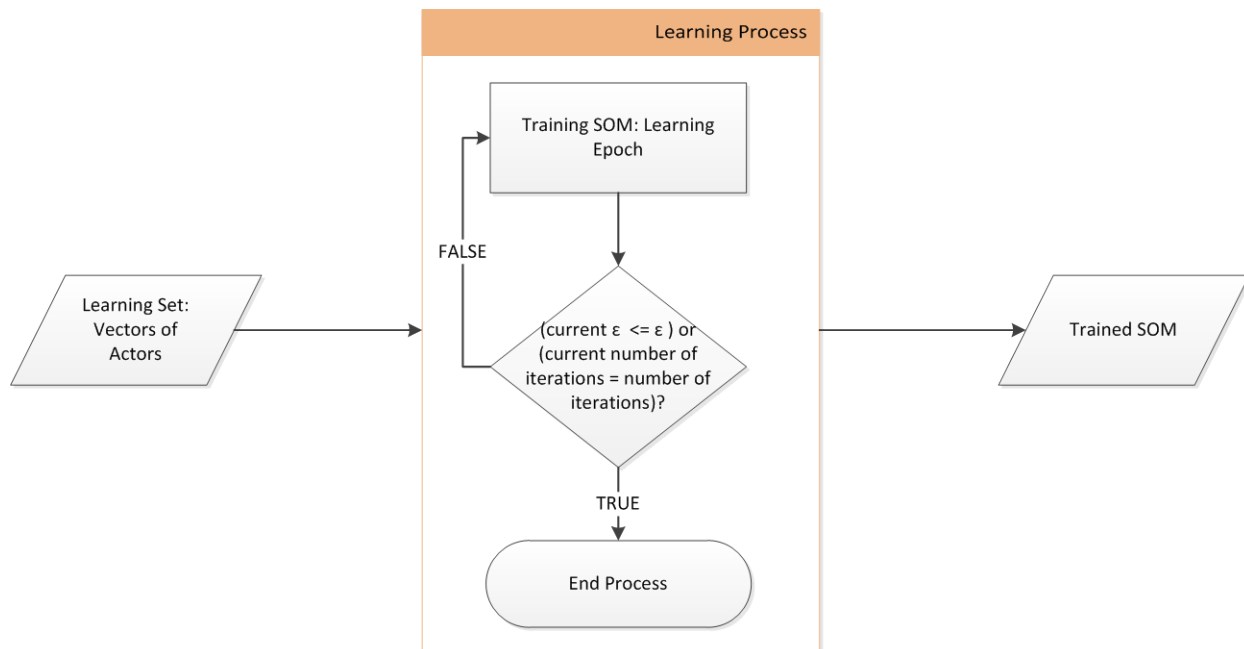 Learning Process
Training SOM: Learning
Epoch
FALSE
Learning Set:
Vectors of
Actors
(current ε <= ε ) or
(current number of
iterations = number of
iterations)?
Trained SOM
TRUE
End Process